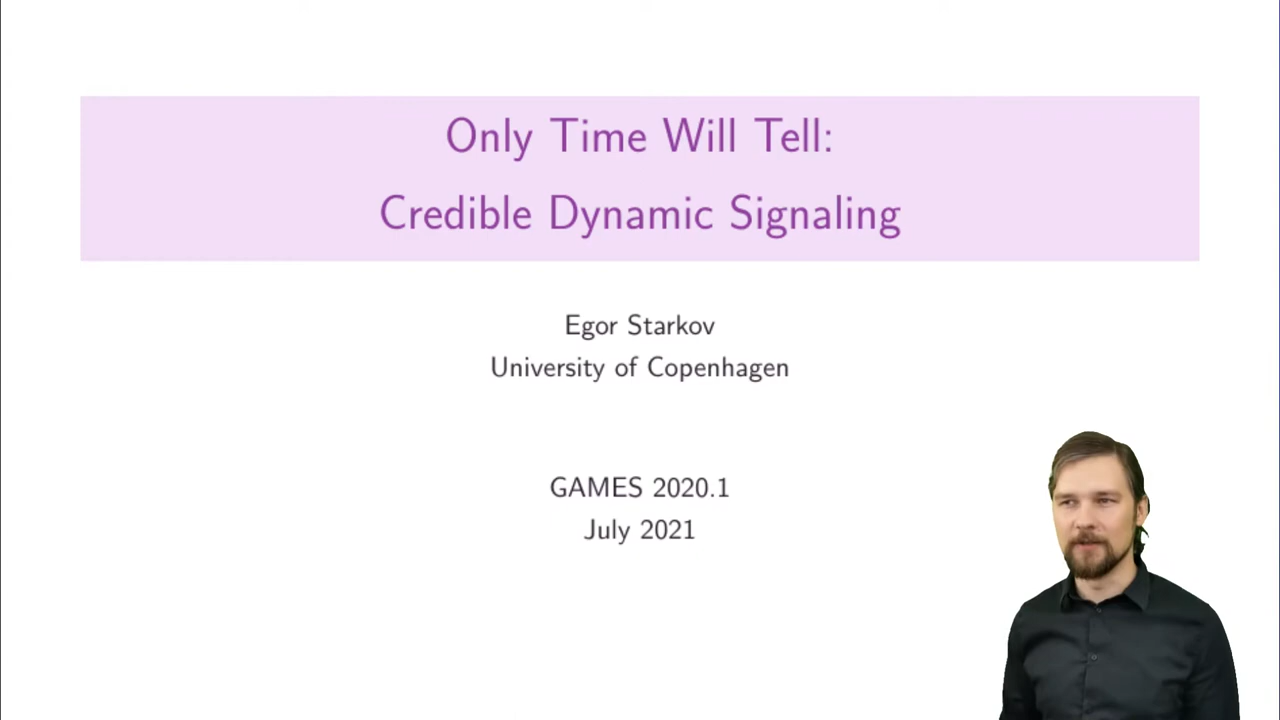 Only Time Will Tell:
Credible Dynamic Signaling
Egor Starkov
University of Copenhagen
GAMES 2020.1
July 2021